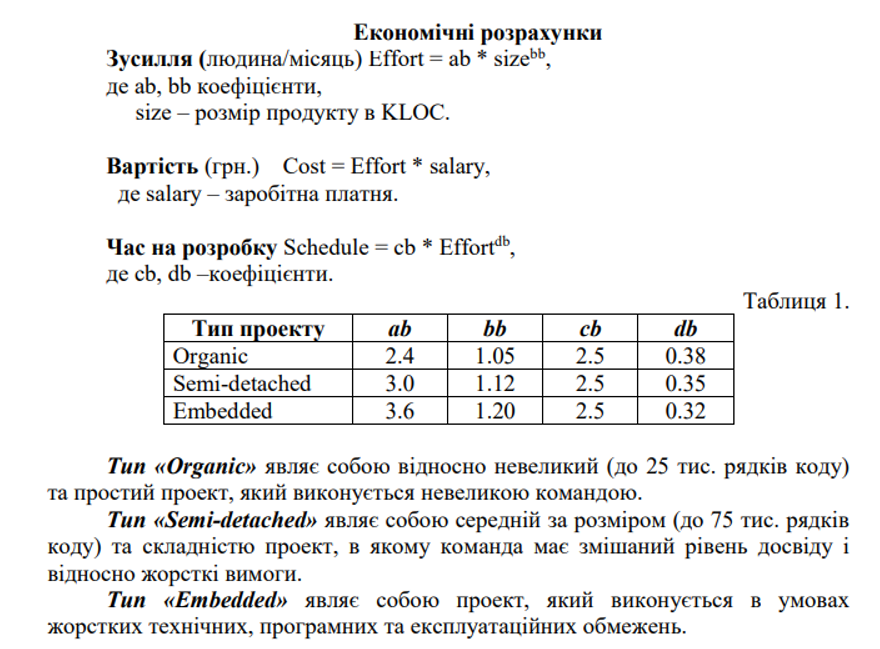 Економічні розрахунки
Зусилля (людина/місяць) Effort = ab * sizeᵇᵇ,
де ab, bb коефіцієнти,
size – розмір продукту в KLOC.
Вартість (грн.) Cost = Effort * salary,
де salary – заробітна платня.
Час на розробку Schedule = cb * Effortᵈᵇ,
де cb, db –коефіцієнти.
Таблиця 1.
Тип проекту ab bb cb db
Organic 2.4 1.05 2.5 0.38
Semi-detached 3.0 1.12 2.5 0.35
Embedded 3.6 1.20 2.5 0.32
Тип «Organic» являє собою відносно невеликий (до 25 тис. рядків коду)
та простий проект, який виконується невеликою командою.
Тип «Semi-detached» являє собою середній за розміром (до 75 тис. рядків
коду) та складністю проект, в якому команда має змішаний рівень досвіду і
відносно жорсткі вимоги.
Тип «Embedded» являє собою проект, який виконується в умовах
жорстких технічних, програмних та експлуатаційних обмежень.